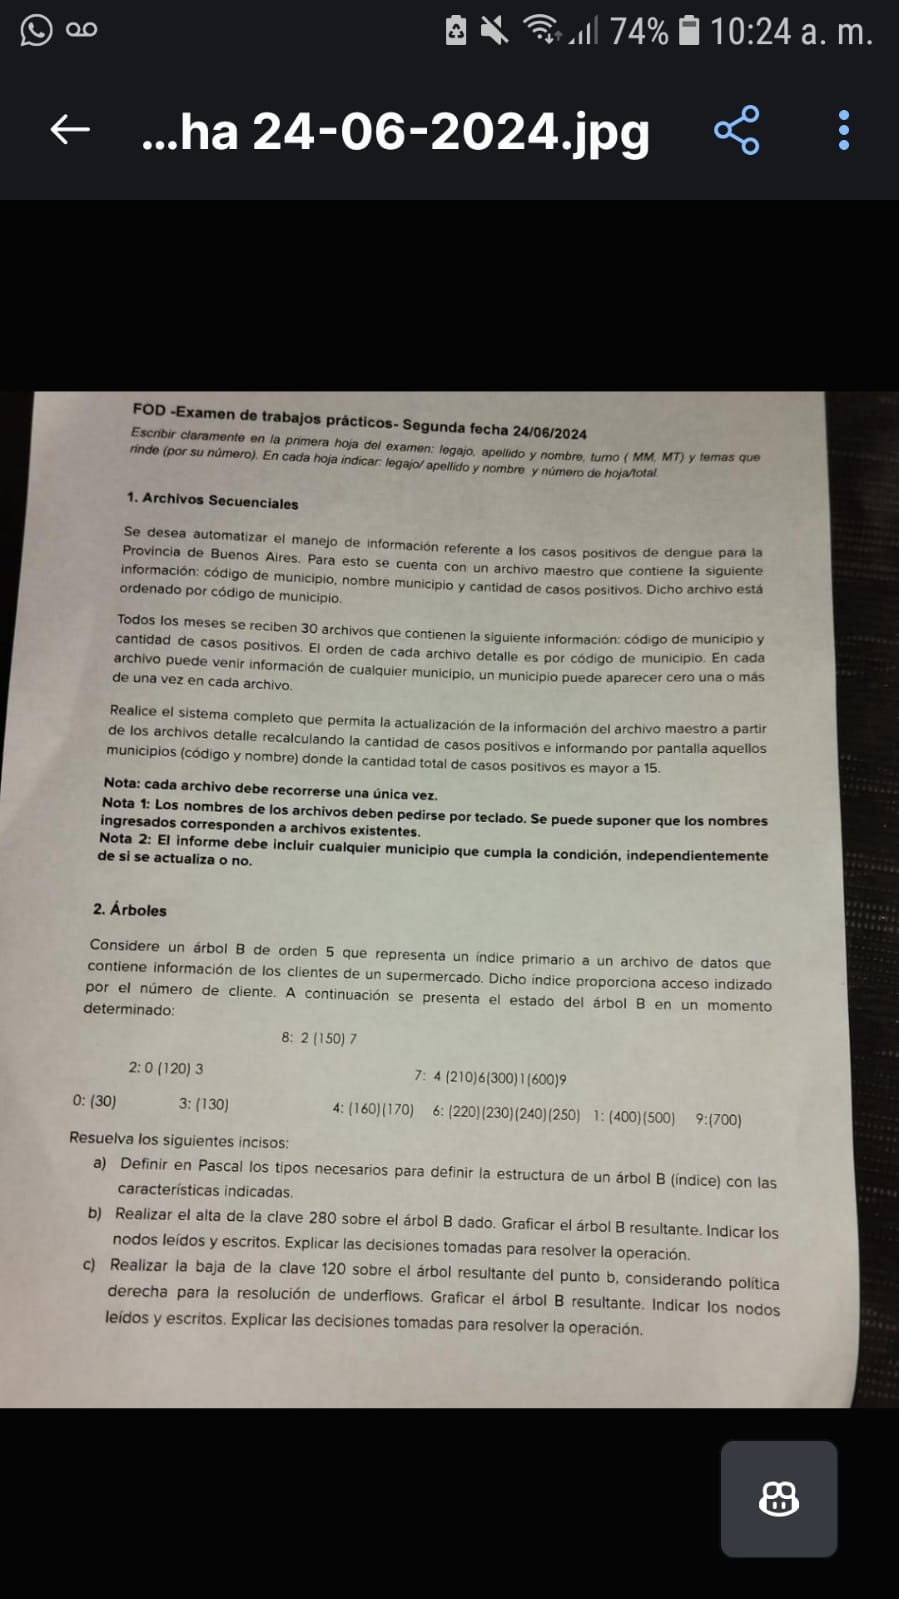 74% 10:24 a. m.
...ha 24-06-2024.jpg
FOD -Examen de trabajos prácticos- Segunda fecha 24/06/2024
Escribir claramente en la primera hoja del examen: legajo, apellido y nombre, turno ( MM, MT) y temas que
rinde (por su número). En cada hoja indicar: legajo/ apellido y nombre y número de hoja/total.
1. Archivos Secuenciales
Se desea automatizar el manejo de información referente a los casos positivos de dengue para la
Provincia de Buenos Aires. Para esto se cuenta con un archivo maestro que contiene la siguiente
información: código de municipio, nombre municipio y cantidad de casos positivos. Dicho archivo está
ordenado por código de municipio.
Todos los meses se reciben 30 archivos que contienen la siguiente información: código de municipio y
cantidad de casos positivos. El orden de cada archivo detalle es por código de municipio. En cada
archivo puede venir información de cualquier municipio, un municipio puede aparecer cero una o más
de una vez en cada archivo.
Realice el sistema completo que permita la actualización de la información del archivo maestro a partir
de los archivos detalle recalculando la cantidad de casos positivos e informando por pantalla aquellos
municipios (código y nombre) donde la cantidad total de casos positivos es mayor a 15.
Nota: cada archivo debe recorrerse una única vez.
Nota 1: Los nombres de los archivos deben pedirse por teclado. Se puede suponer que los nombres
ingresados corresponden a archivos existentes.
Nota 2: El informe debe incluir cualquier municipio que cumpla la condición, independientemente
de si se actualiza o no.
2. Árboles
Considere un árbol B de orden 5 que representa un índice primario a un archivo de datos que
contiene información de los clientes de un supermercado. Dicho índice proporciona acceso indizado
por el número de cliente. A continuación se presenta el estado del árbol B en un momento
determinado:
8: 2 (150) 7
2: 0 (120) 3
7: 4 (210)6(300)1(600)9
0: (30) 3: (130) 4: (160)(170) 6: (220)(230)(240)(250) 1: (400)(500) 9:(700)
Resuelva los siguientes incisos:
a) Definir en Pascal los tipos necesarios para definir la estructura de un árbol B (índice) con las
características indicadas.
b) Realizar el alta de la clave 280 sobre el árbol B dado. Graficar el árbol B resultante. Indicar los
nodos leídos y escritos. Explicar las decisiones tomadas para resolver la operación.
c) Realizar la baja de la clave 120 sobre el árbol resultante del punto b, considerando política
derecha para la resolución de underflows. Graficar el árbol B resultante. Indicar los nodos
leídos y escritos. Explicar las decisiones tomadas para resolver la operación.